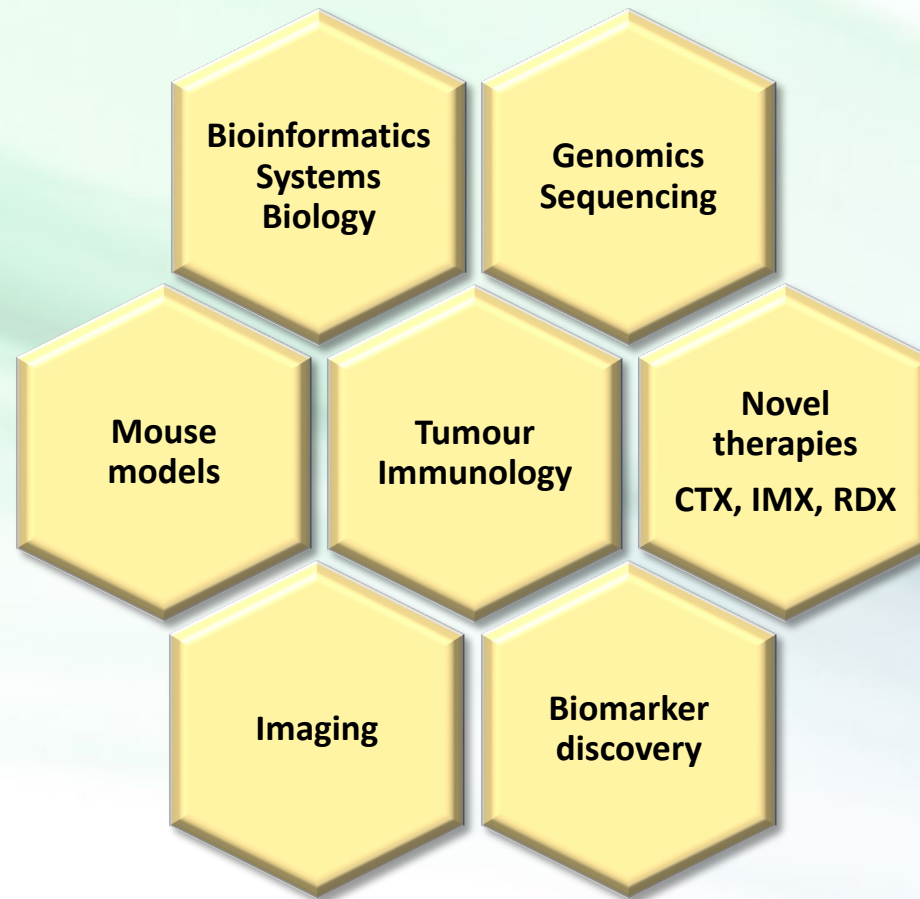 Bioinformatics
Systems
Biology
Genomics
Sequencing
Mouse
models
Tumour
Immunology
Novel
therapies
CTX, IMX, RDX
Imaging
Biomarker
discovery